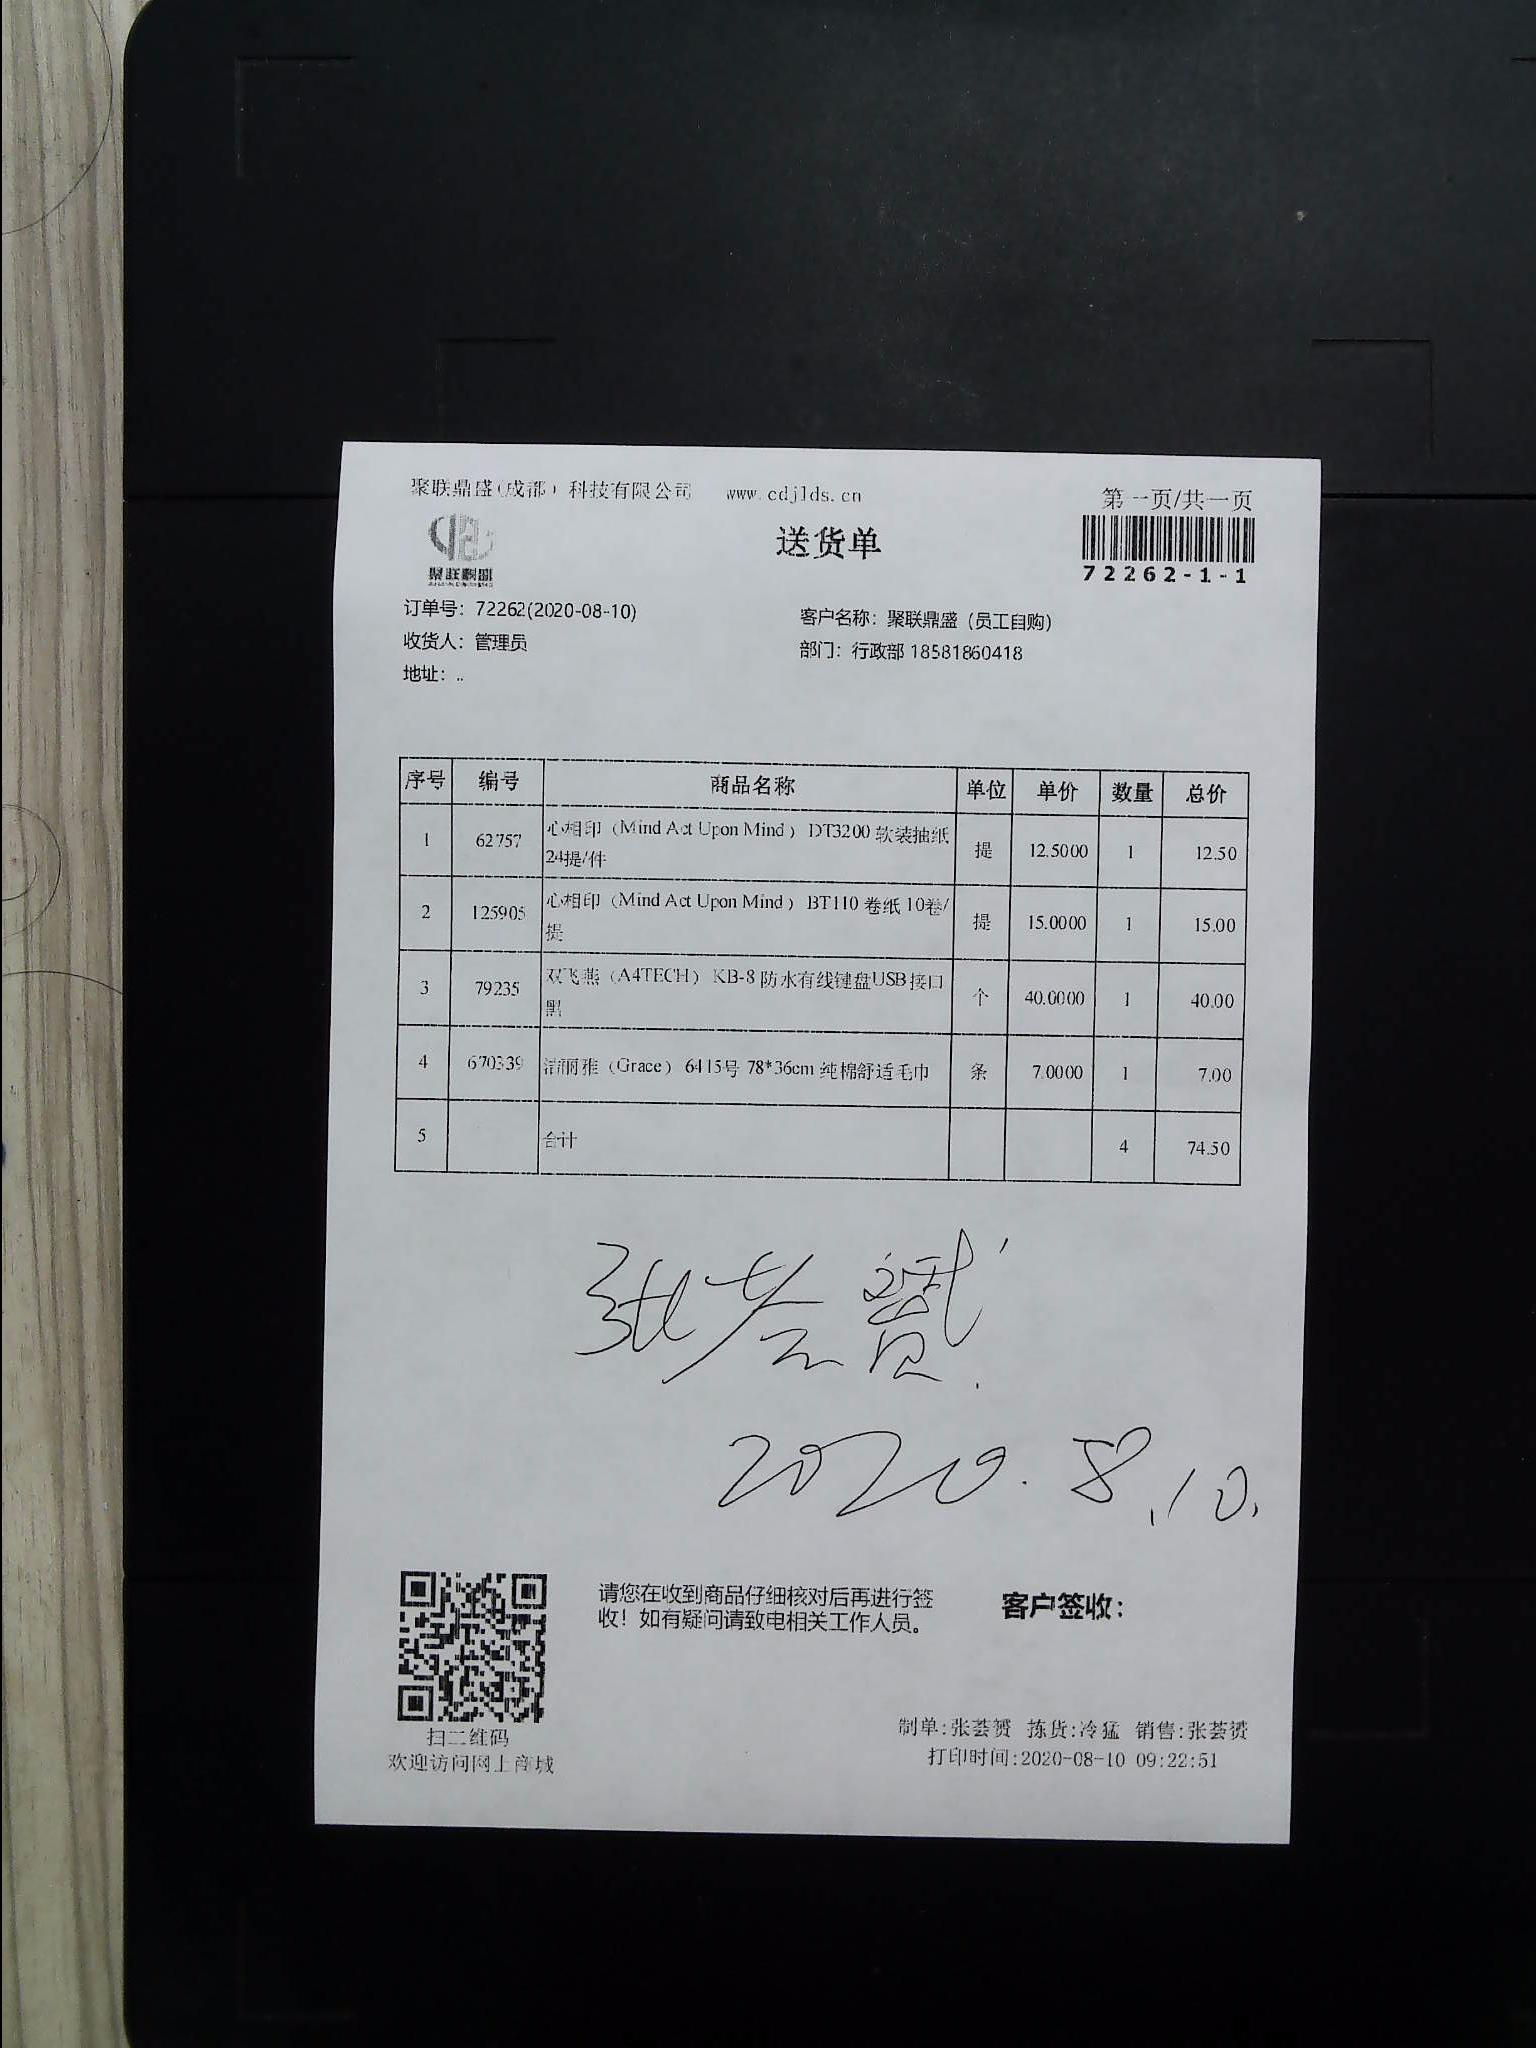 聚联鼎盛(成都)科技有限公司 www.cdjlds.cn
第一页/共一页
送货单
聚联鼎盛
72262-1-1
订单号：72262(2020-08-10)
客户名称：聚联鼎盛（员工自购）
收货人：管理员
部门：行政部 18581860418
地址：..
序号 编号 商品名称 单位 单价 数量 总价
1 62757 心相印（Mind Act Upon Mind） DT3200 软装抽纸 24提/件 提 12.5000 1 12.50
2 125905 心相印（Mind Act Upon Mind） BT110 卷纸 10卷/提 提 15.0000 1 15.00
3 79235 双飞燕（A4TECH） KB-8 防水有线键盘USB接口 黑 个 40.0000 1 40.00
4 670339 洁丽雅（Grace） 6415号 78*36cm 纯棉舒适毛巾 条 7.0000 1 7.00
5 合计 4 74.50
张荟赟
2020.8.10.
请您在收到商品仔细核对后再进行签
收！如有疑问请致电相关工作人员。
客户签收：
扫二维码
欢迎访问网上商城
制单:张荟赟 拣货:冷猛 销售:张荟赟
打印时间:2020-08-10 09:22:51